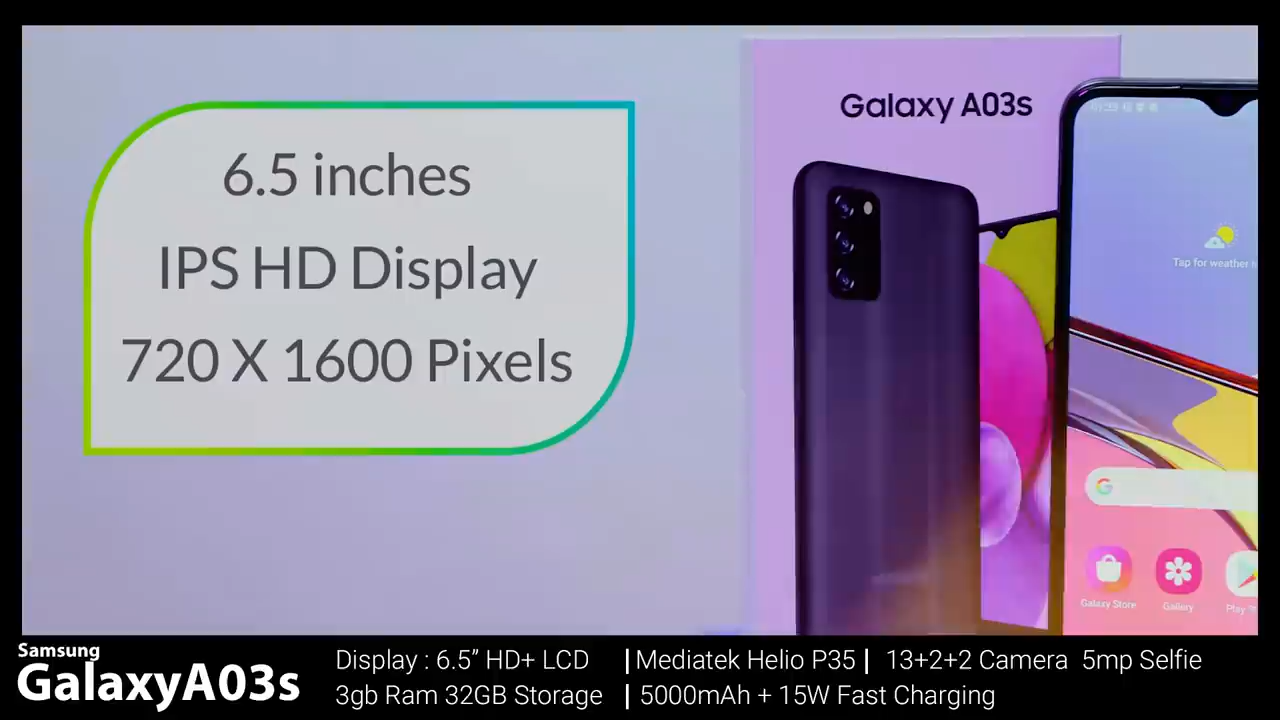 6.5 inches
IPS HD Display
720 X 1600 Pixels
Galaxy A03s
Tap for weather
Galaxy Store
Gallery
Play
Samsung
GalaxyA03s
Display : 6.5” HD+ LCD | Mediatek Helio P35 | 13+2+2 Camera 5mp Selfie
3gb Ram 32GB Storage | 5000mAh + 15W Fast Charging